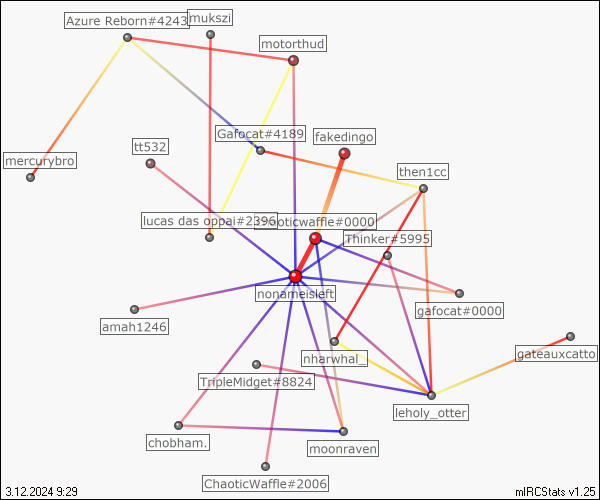 Azure Reborn#4243
mukszi
motorthud
Gafocat#4189
fakedingo
tt532
mercurybro
then1cc
lucas das oppai#2396
oticwaffle#0000
Thinker#5995
nonameisleft
gafocat#0000
amah1246
nharwhal_
gateauxcatto
TripleMidget#8824
leholy_otter
chobham.
moonraven
ChaoticWaffle#2006
3.12.2024 9:29
mIRCStats v1.25